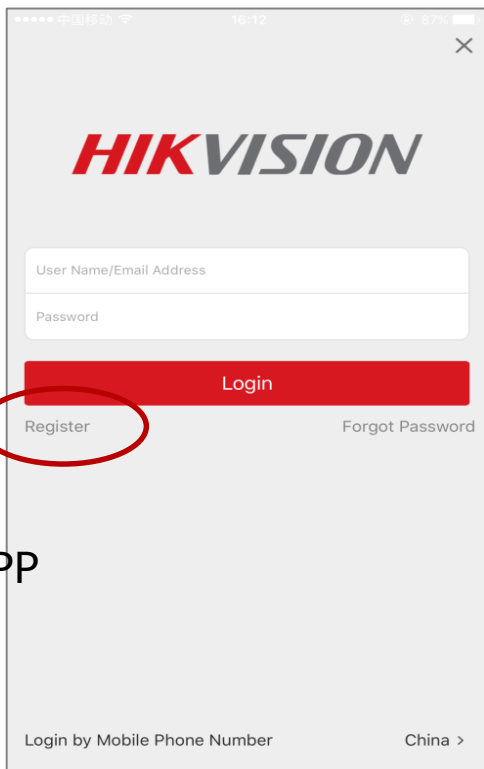 ●●●●● 中国移动 16:12 87%
HIKVISION
User Name/Email Address
Password
Login
Register Forgot Password
PP
Login by Mobile Phone Number China >